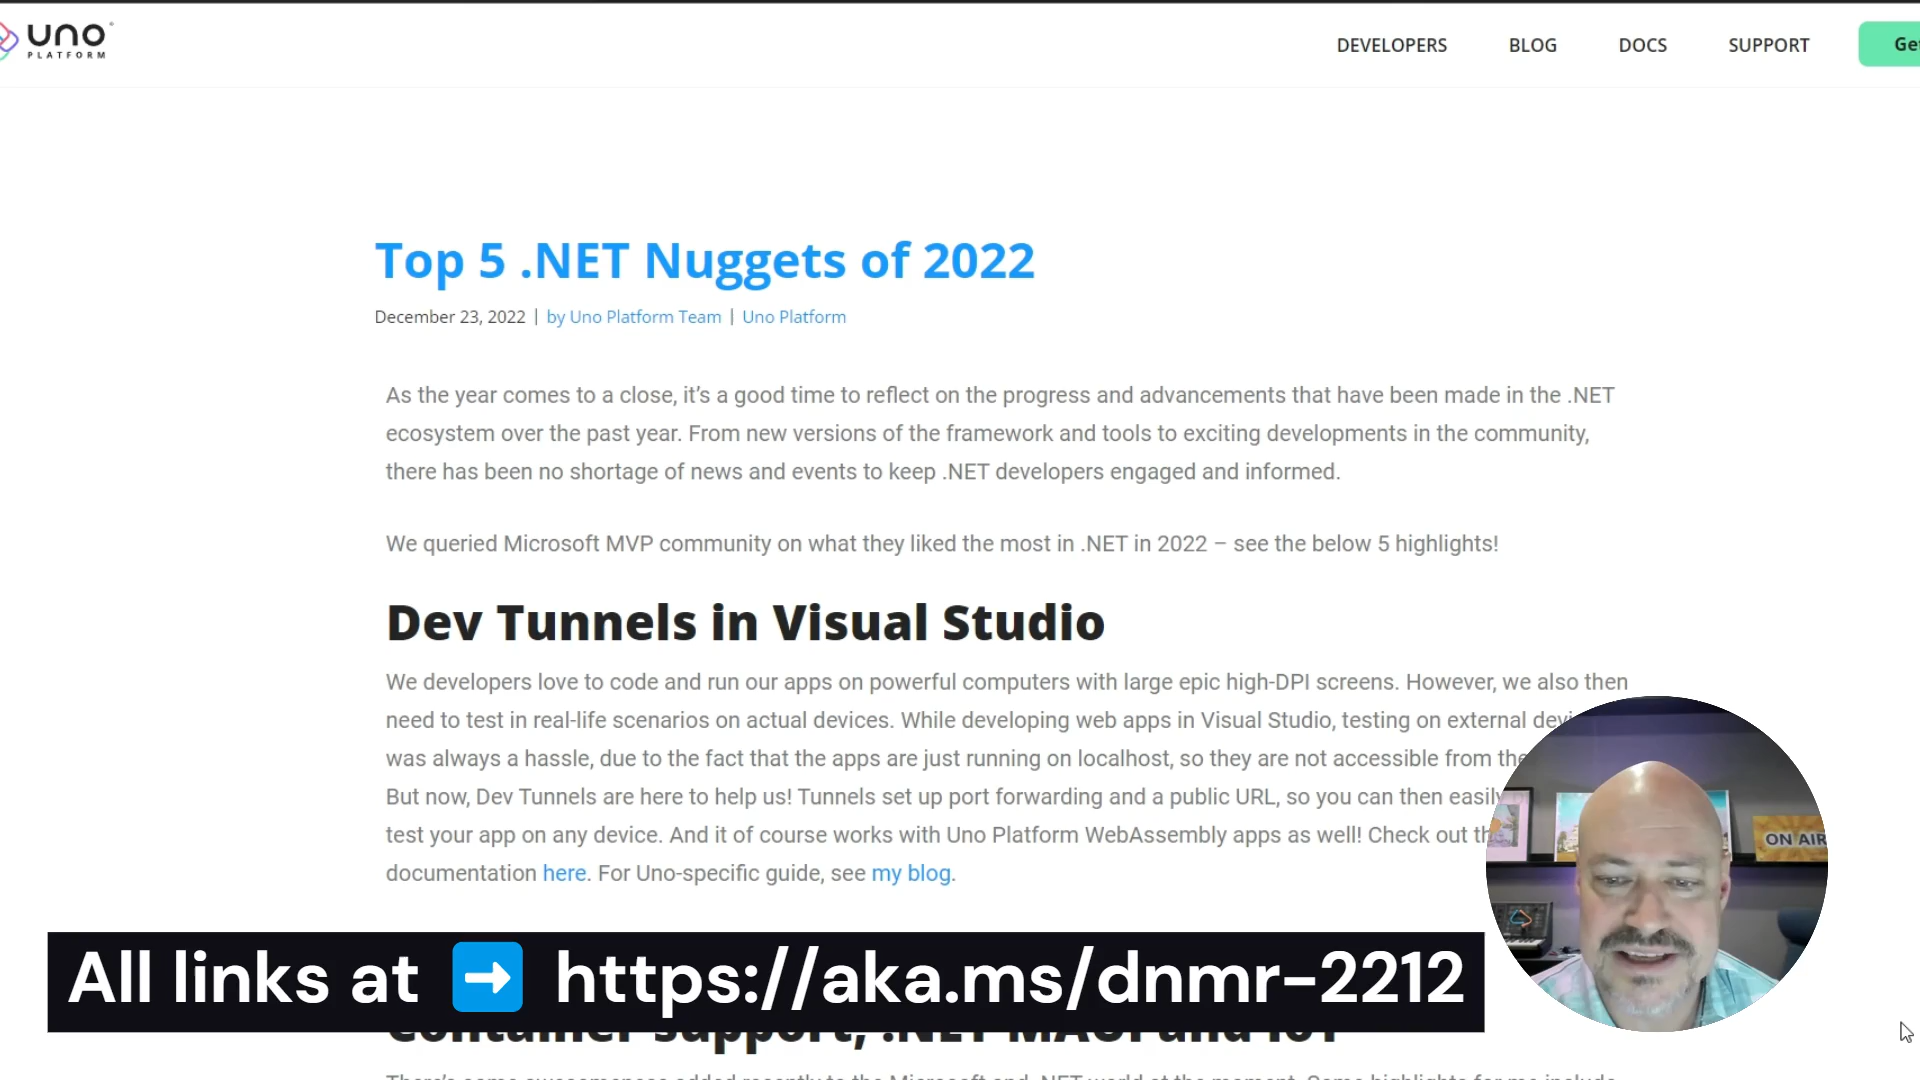 uno
PLATFORM
DEVELOPERS BLOG DOCS SUPPORT
Top 5 .NET Nuggets of 2022
December 23, 2022 | by Uno Platform Team | Uno Platform
As the year comes to a close, it’s a good time to reflect on the progress and advancements that have been made in the .NET
ecosystem over the past year. From new versions of the framework and tools to exciting developments in the community,
there has been no shortage of news and events to keep .NET developers engaged and informed.
We queried Microsoft MVP community on what they liked the most in .NET in 2022 – see the below 5 highlights!
Dev Tunnels in Visual Studio
We developers love to code and run our apps on powerful computers with large epic high-DPI screens. However, we also then
need to test in real-life scenarios on actual devices. While developing web apps in Visual Studio, testing on external
was always a hassle, due to the fact that the apps are just running on localhost, so they are not accessible from
But now, Dev Tunnels are here to help us! Tunnels set up port forwarding and a public URL, so you can then easily
test your app on any device. And it of course works with Uno Platform WebAssembly apps as well! Check out
documentation here. For Uno-specific guide, see my blog.
ON AIR
All links at ➡ https://aka.ms/dnmr-2212
Container Support, .NET MAUI and IoT